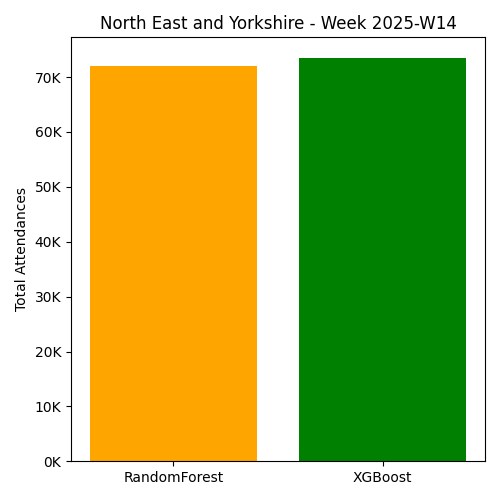 North East and Yorkshire - Week 2025-W14
Total Attendances
70K
60K
50K
40K
30K
20K
10K
0K
RandomForest
XGBoost